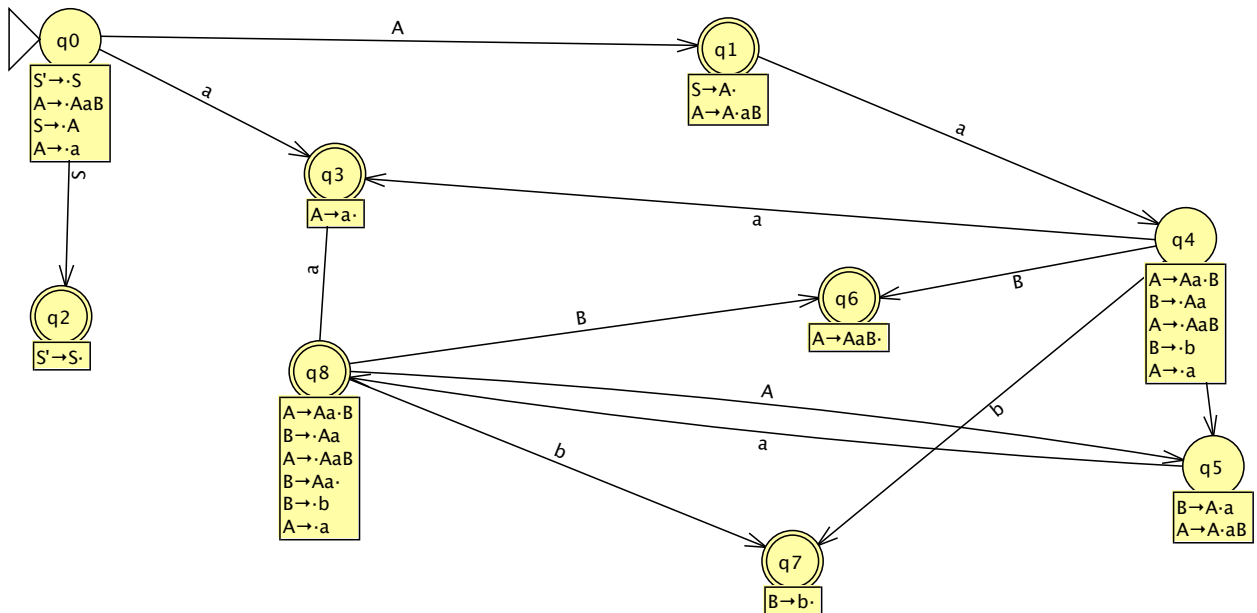 q0
S'→·S
A→·AaB
S→·A
A→·a
A
q1
S→A·
A→A·aB
a
a
S
q3
A→a·
a
a
q4
A→Aa·B
B→·Aa
A→·AaB
B→·b
A→·a
B
q6
A→AaB·
B
q2
S'→S·
q8
A→Aa·B
B→·Aa
A→·AaB
B→Aa·
B→·b
A→·a
A
a
b
b
q5
B→A·a
A→A·aB
q7
B→b·